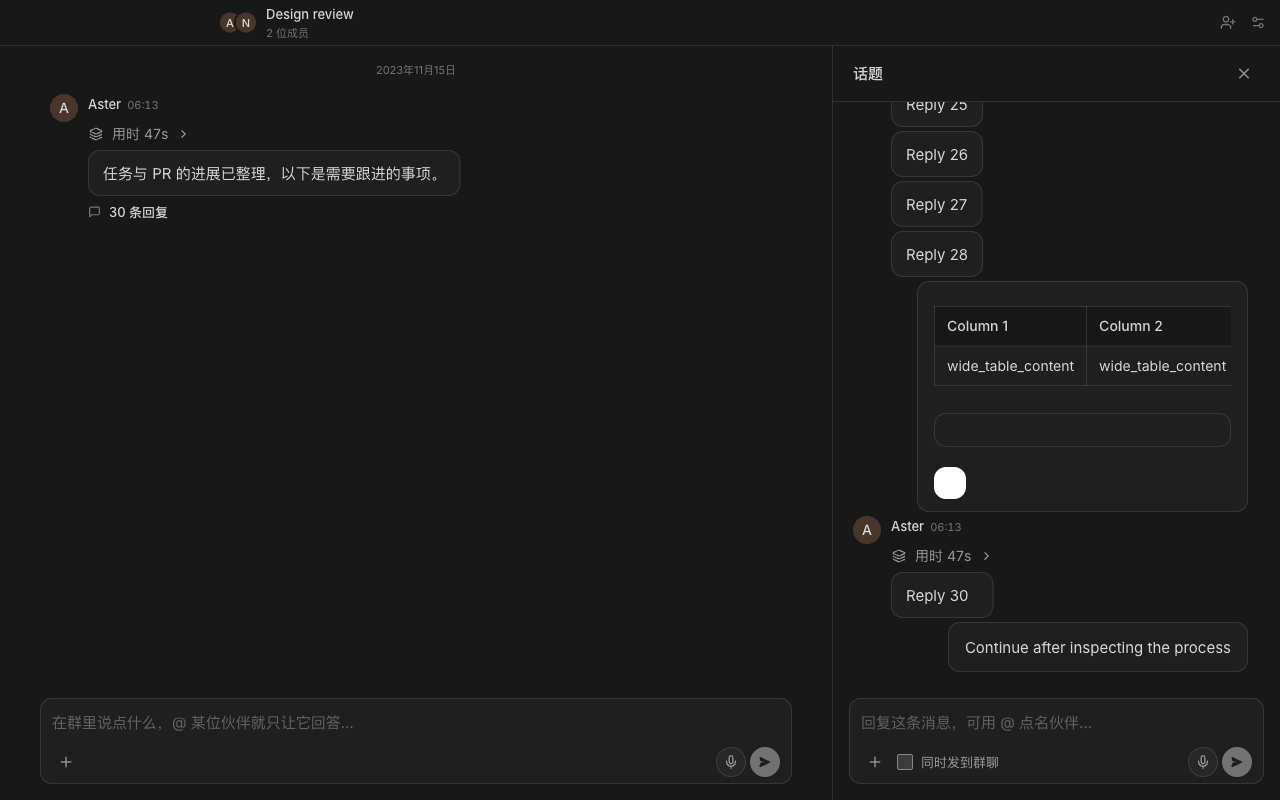 A N
Design review
2 位成员
2023年11月15日
A
Aster 06:13
用时 47s
任务与 PR 的进展已整理，以下是需要跟进的事项。
30 条回复
在群里说点什么，@ 某位伙伴就只让它回答...
话题
Reply 25
Reply 26
Reply 27
Reply 28
Column 1 Column 2
wide_table_content wide_table_content
A
Aster 06:13
用时 47s
Reply 30
Continue after inspecting the process
回复这条消息，可用 @ 点名伙伴...
同时发到群聊